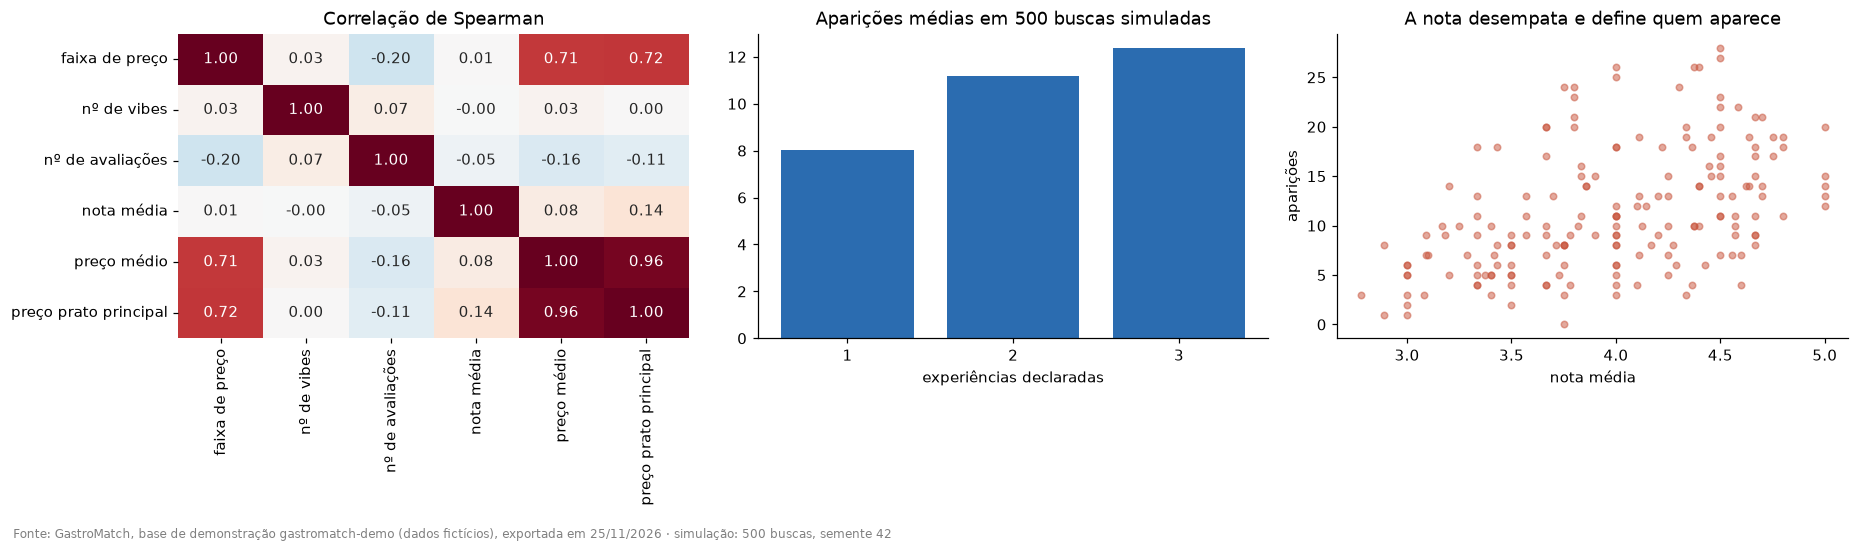 Correlação de Spearman
faixa de preço 1.00 0.03 -0.20 0.01 0.71 0.72
nº de vibes 0.03 1.00 0.07 -0.00 0.03 0.00
nº de avaliações -0.20 0.07 1.00 -0.05 -0.16 -0.11
nota média 0.01 -0.00 -0.05 1.00 0.08 0.14
preço médio 0.71 0.03 -0.16 0.08 1.00 0.96
preço prato principal 0.72 0.00 -0.11 0.14 0.96 1.00
faixa de preço
nº de vibes
nº de avaliações
nota média
preço médio
preço prato principal
Aparições médias em 500 buscas simuladas
12
10
8
6
4
2
0
1 2 3
experiências declaradas
A nota desempata e define quem aparece
aparições
25
20
15
10
5
0
3.0 3.5 4.0 4.5 5.0
nota média
Fonte: GastroMatch, base de demonstração gastromatch-demo (dados fictícios), exportada em 25/11/2026 · simulação: 500 buscas, semente 42